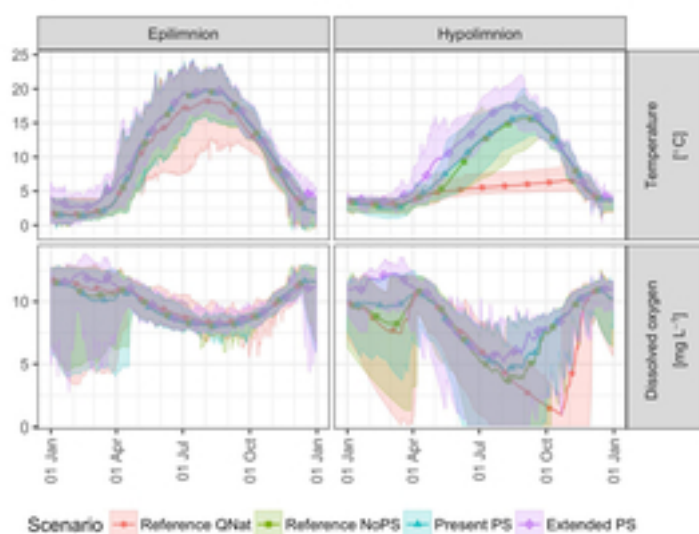 Epilimnion Hypolimnion
25
20
15
10
5
0
Temperature
[°C]
10
5
0
Dissolved oxygen
[mg L⁻¹]
01 Jan 01 Apr 01 Jul 01 Oct 01 Jan 01 Jan 01 Apr 01 Jul 01 Oct 01 Jan
Scenario Reference QNat Reference NoPS Present PS Extended PS